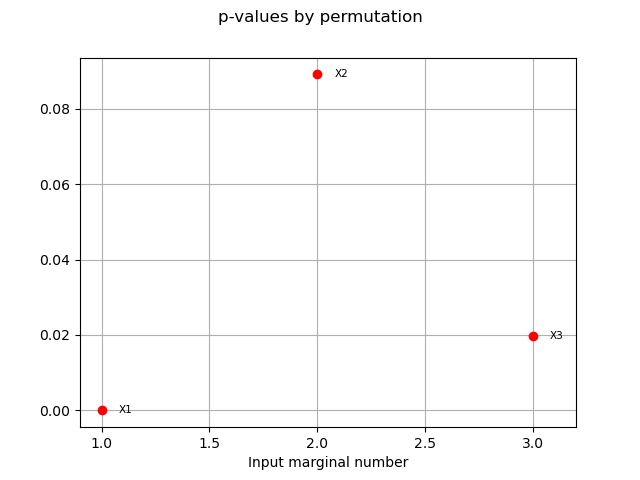 p-values by permutation
X2
0.08
0.06
0.04
0.02
X3
0.00
X1
1.0 1.5 2.0 2.5 3.0
Input marginal number